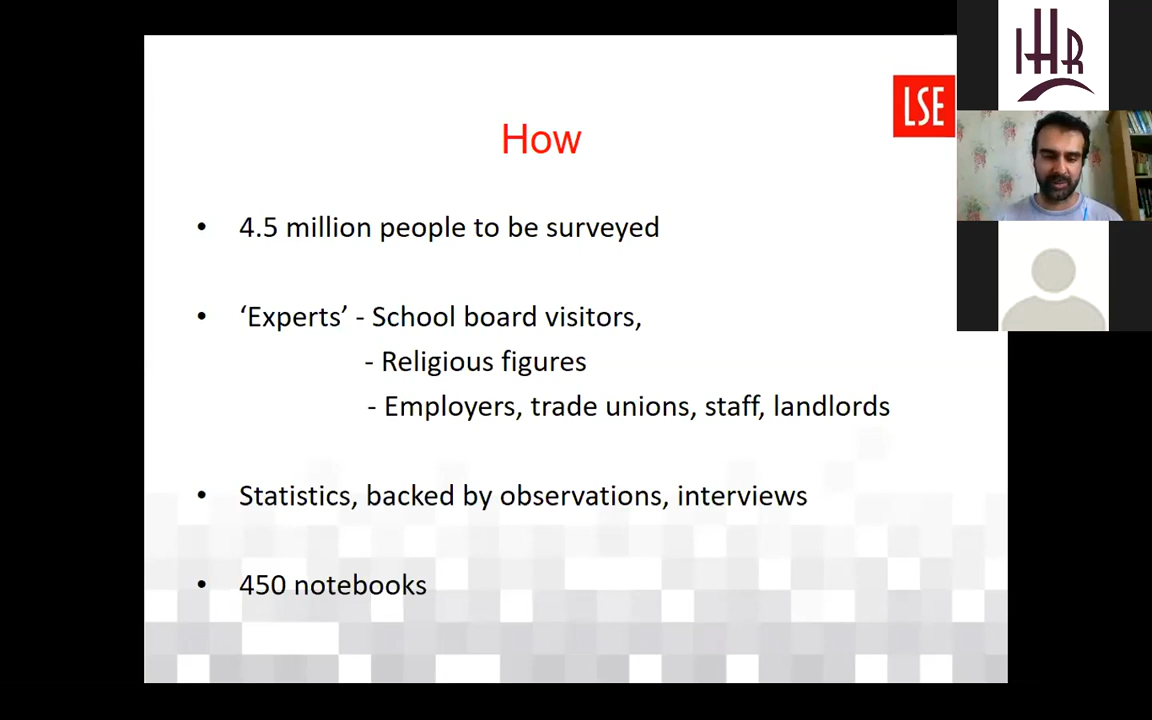 IHR
LSE
How
• 4.5 million people to be surveyed
• ‘Experts’ - School board visitors,
- Religious figures
- Employers, trade unions, staff, landlords
• Statistics, backed by observations, interviews
• 450 notebooks